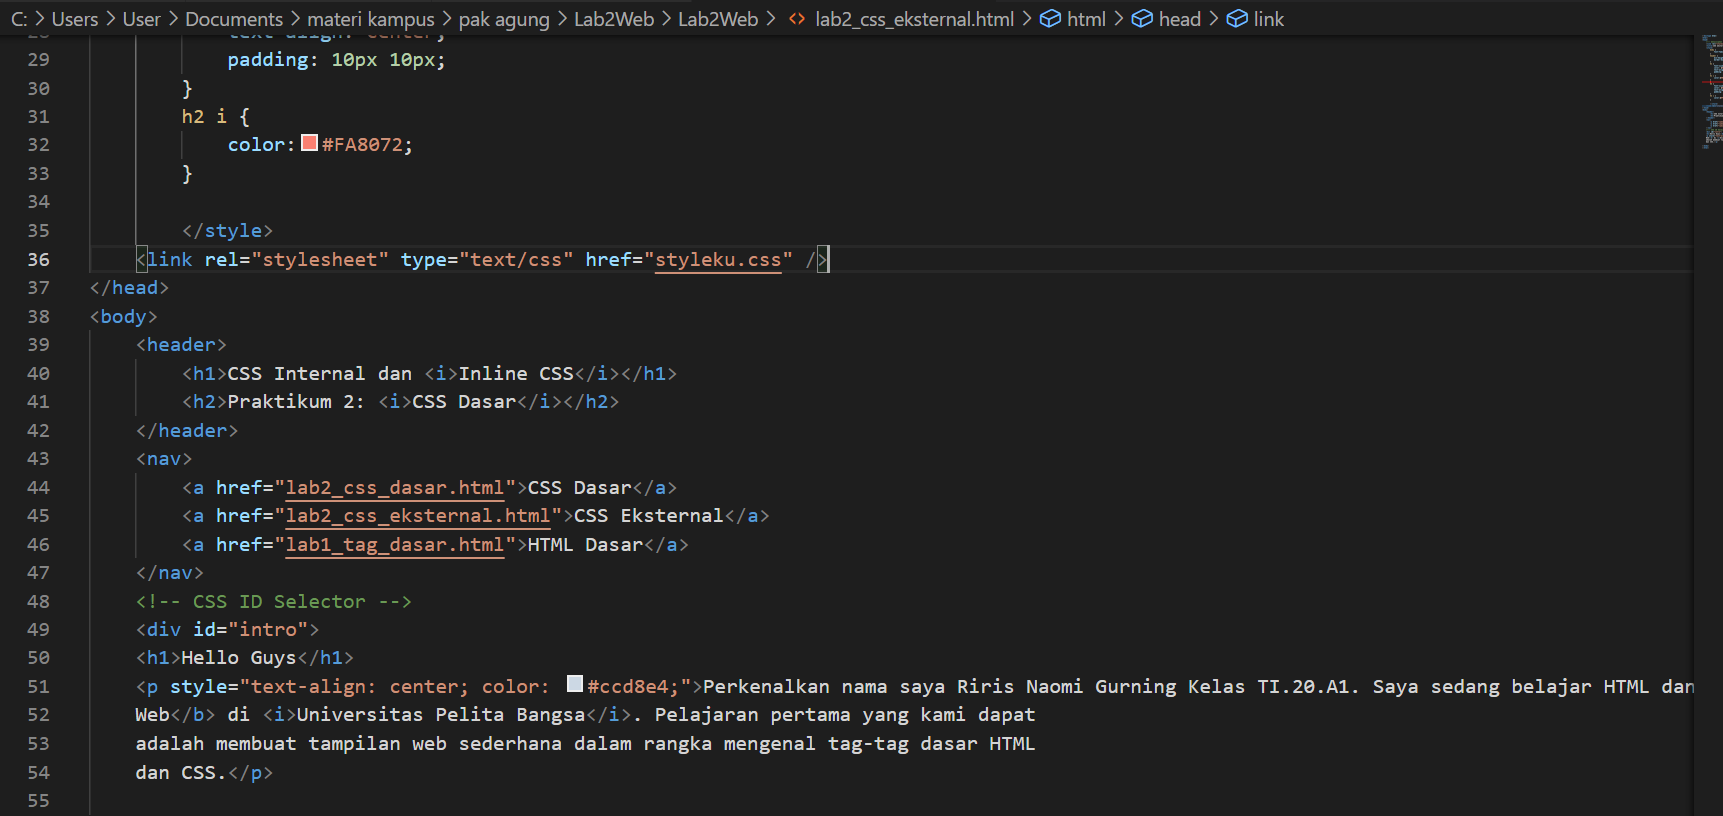 C: > Users > User > Documents > materi kampus > pak agung > Lab2Web > Lab2Web > lab2_css_eksternal.html > html > head > link
28 text-align: center;
29 padding: 10px 10px;
30 }
31 h2 i {
32 color: #FA8072;
33 }
34
35 </style>
36 <link rel="stylesheet" type="text/css" href="styleku.css" />
37 </head>
38 <body>
39 <header>
40 <h1>CSS Internal dan <i>Inline CSS</i></h1>
41 <h2>Praktikum 2: <i>CSS Dasar</i></h2>
42 </header>
43 <nav>
44 <a href="lab2_css_dasar.html">CSS Dasar</a>
45 <a href="lab2_css_eksternal.html">CSS Eksternal</a>
46 <a href="lab1_tag_dasar.html">HTML Dasar</a>
47 </nav>
48 <!-- CSS ID Selector -->
49 <div id="intro">
50 <h1>Hello Guys</h1>
51 <p style="text-align: center; color: #ccd8e4;">Perkenalkan nama saya Riris Naomi Gurning Kelas TI.20.A1. Saya sedang belajar HTML dan
52 Web</b> di <i>Universitas Pelita Bangsa</i>. Pelajaran pertama yang kami dapat
53 adalah membuat tampilan web sederhana dalam rangka mengenal tag-tag dasar HTML
54 dan CSS.</p>
55